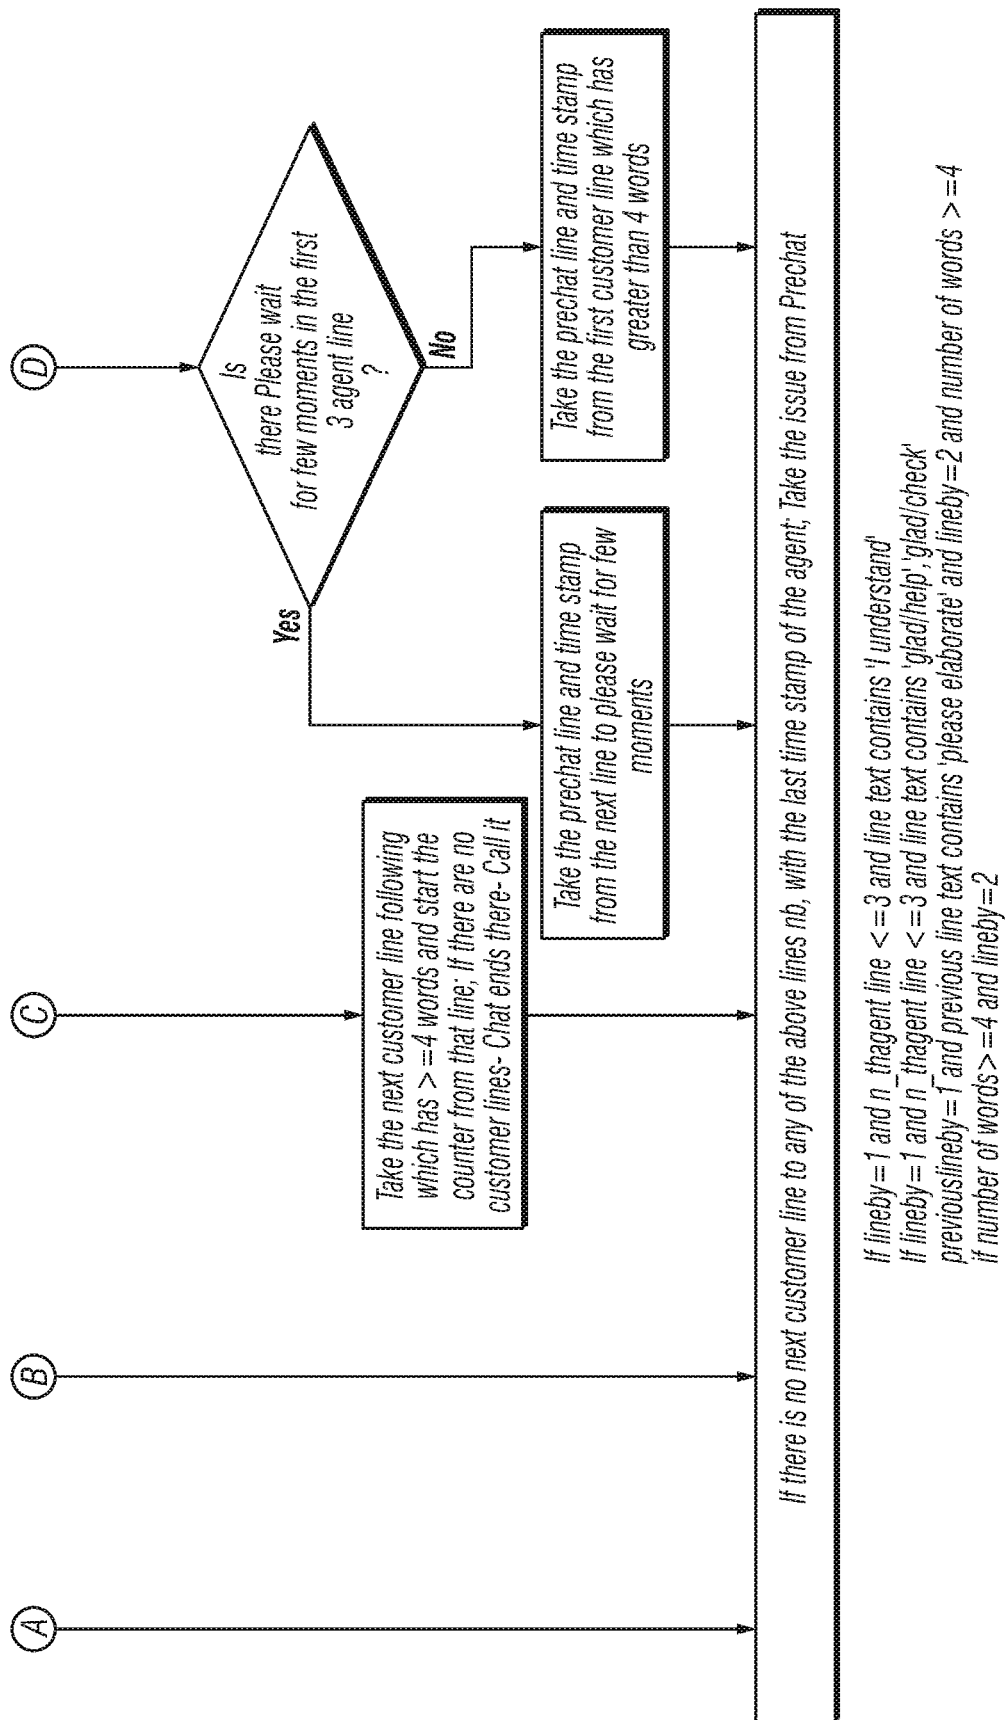 A
B
C
D
Is
there Please wait
for few moments in the first
3 agent line
?
Yes
No
Take the next customer line following
which has >=4 words and start the
counter from that line; If there are no
customer lines- Chat ends there- Call it
Take the prechat line and time stamp
from the next line to please wait for few
moments
Take the prechat line and time stamp
from the first customer line which has
greater than 4 words
If there is no next customer line to any of the above lines nb, with the last time stamp of the agent; Take the issue from Prechat
If lineby=1 and n_thagent line <=3 and line text contains 'I understand'
If lineby=1 and n_thagent line <=3 and line text contains 'glad/help','glad/check'
previouslineby=1 and previous line text contains 'please elaborate' and lineby=2 and number of words >=4
if number of words>=4 and lineby=2